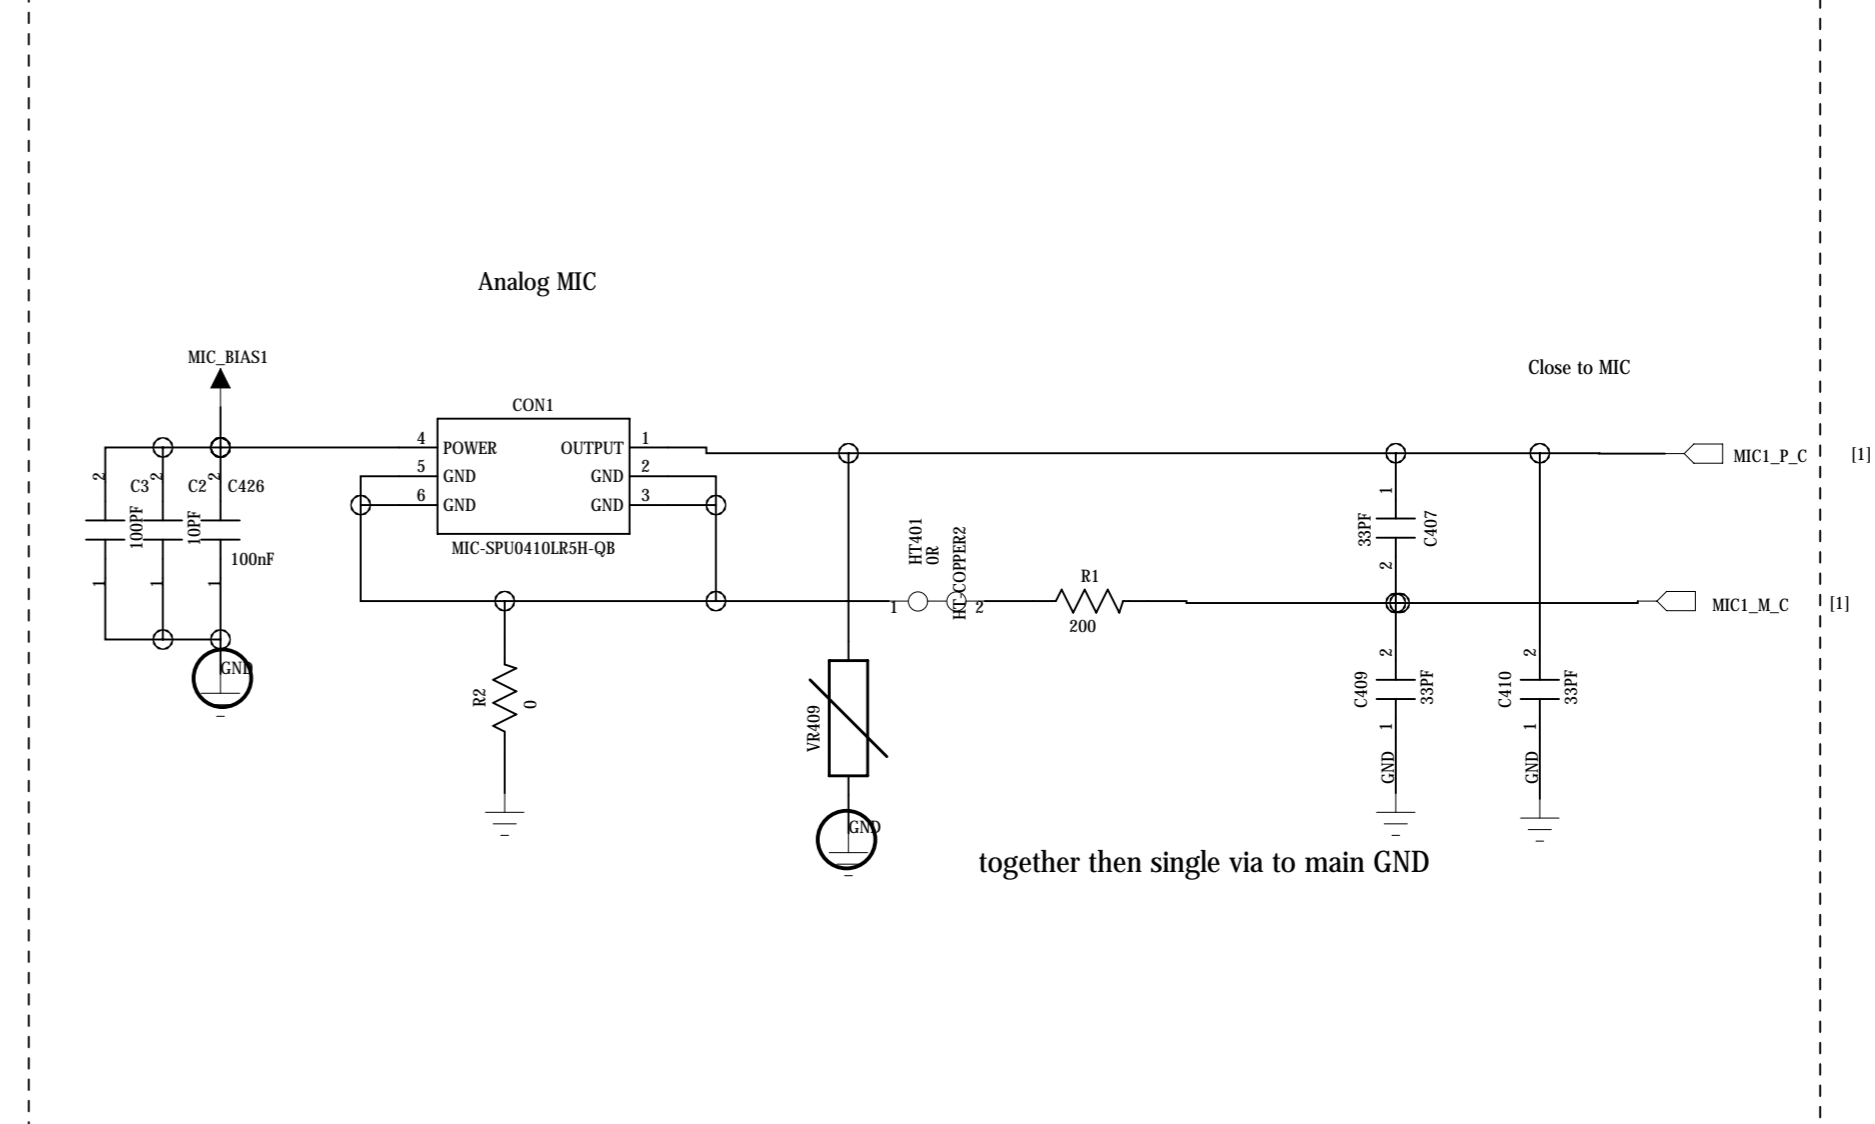 Analog MIC
MIC_BIAS1
Close to MIC
CON1
4 POWER OUTPUT 1
5 GND GND 2
6 GND GND 3
MIC-SPU0410LR5H-QB
MIC1_P_C [1]
2 C3 2 C2 2 C426
100PF 10PF
100nF
1 1 1
GND
HT401
0R
HT-COPPER2
1 2
R1
200
1
33PF C407
2
MIC1_M_C [1]
R2 0
VR409
GND
2
C409 33PF
1
GND
2
C410 33PF
1
GND
together then single via to main GND